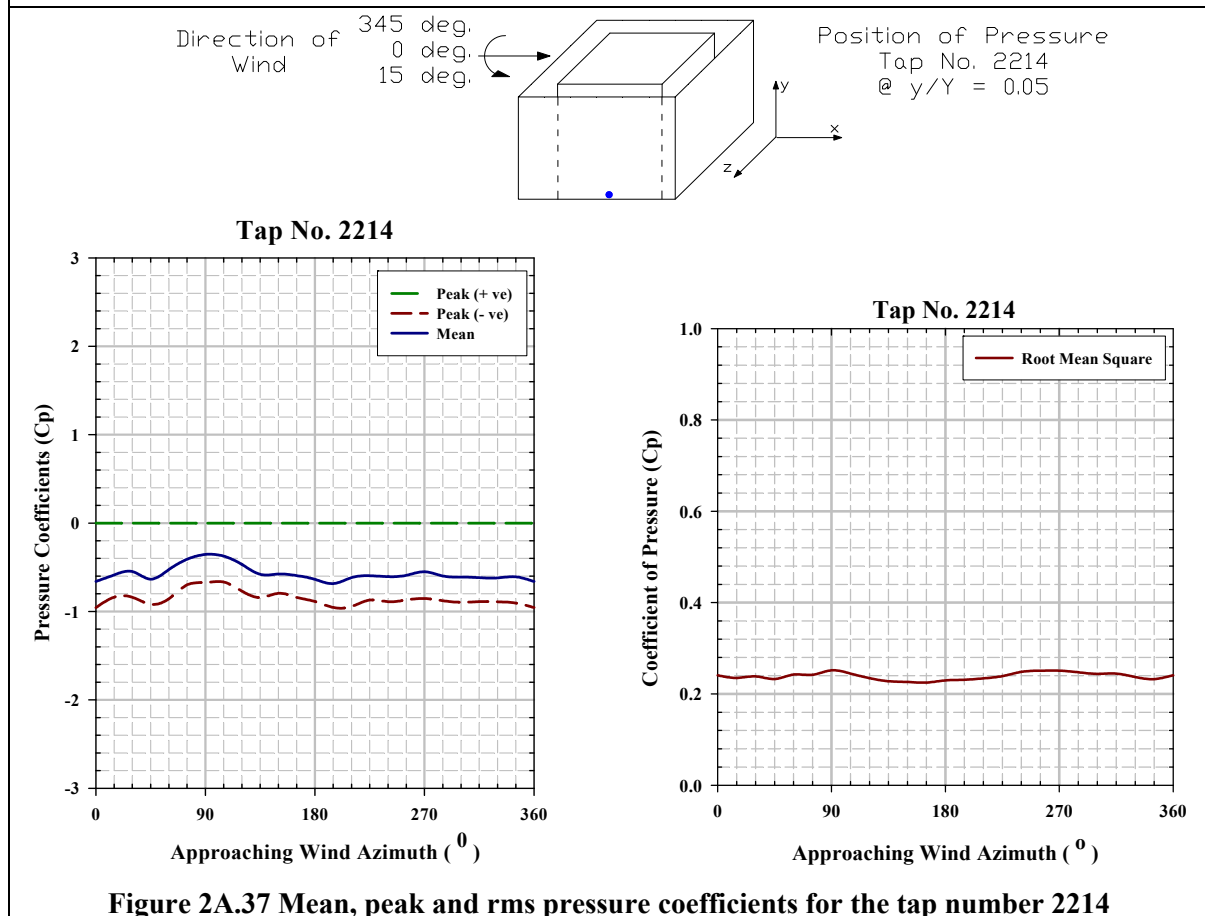 Direction of
Wind
345 deg.
0 deg.
15 deg.
Position of Pressure
Tap No. 2214
@ y/Y = 0.05
y
x
z
Tap No. 2214
Peak (+ ve)
Peak (- ve)
Mean
3
2
1
0
-1
-2
-3
Pressure Coefficients (Cp)
0
90
180
270
360
Approaching Wind Azimuth ( 0 )
Tap No. 2214
Root Mean Square
1.0
0.8
0.6
0.4
0.2
0.0
Coefficient of Pressure (Cp)
0
90
180
270
360
Approaching Wind Azimuth ( o )
Figure 2A.37 Mean, peak and rms pressure coefficients for the tap number 2214